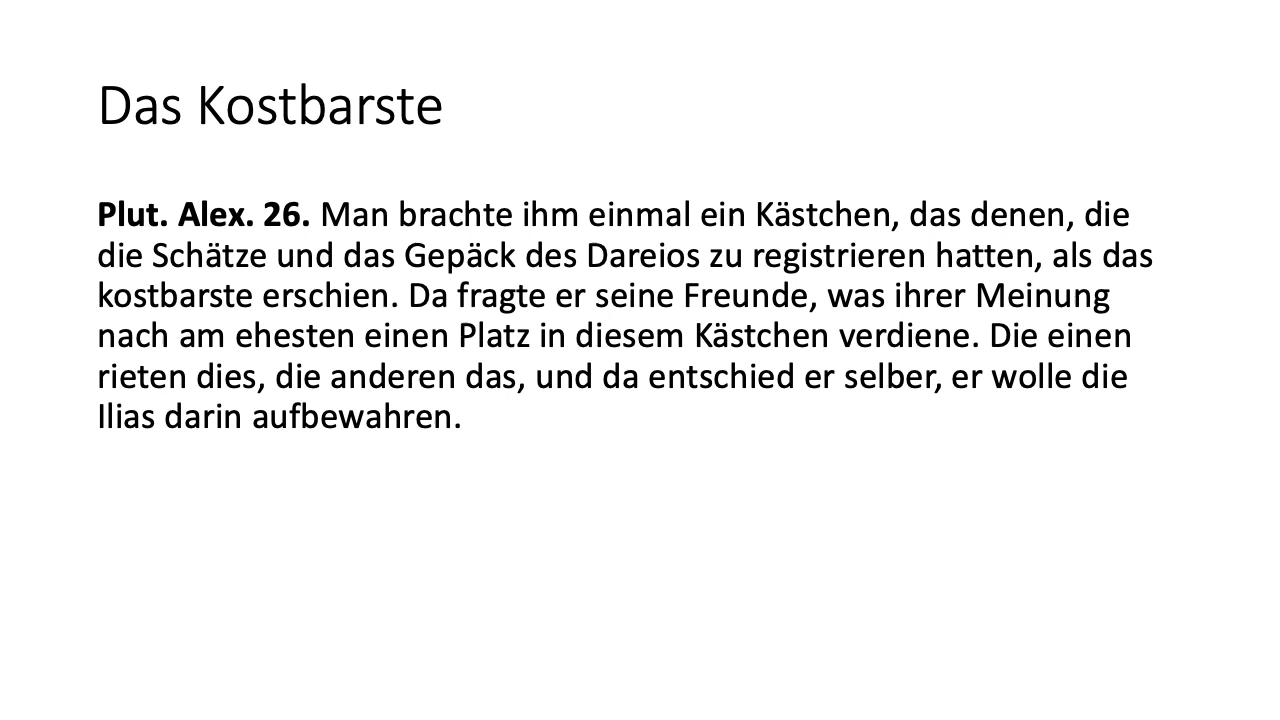 Das Kostbarste
Plut. Alex. 26. Man brachte ihm einmal ein Kästchen, das denen, die
die Schätze und das Gepäck des Dareios zu registrieren hatten, als das
kostbarste erschien. Da fragte er seine Freunde, was ihrer Meinung
nach am ehesten einen Platz in diesem Kästchen verdiene. Die einen
rieten dies, die anderen das, und da entschied er selber, er wolle die
Ilias darin aufbewahren.